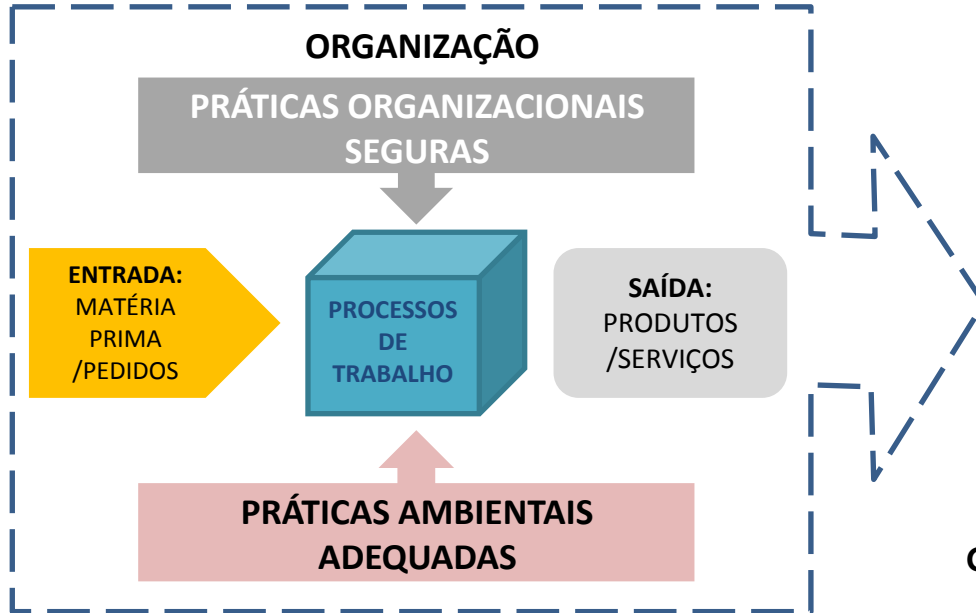 ORGANIZAÇÃO
PRÁTICAS ORGANIZACIONAIS
SEGURAS
ENTRADA:
MATÉRIA
PRIMA
/PEDIDOS
PROCESSOS
DE
TRABALHO
SAÍDA:
PRODUTOS
/SERVIÇOS
PRÁTICAS AMBIENTAIS
ADEQUADAS